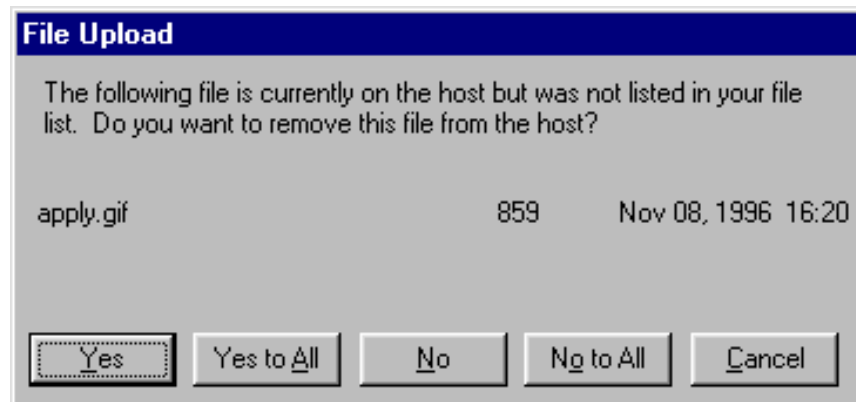 File Upload
The following file is currently on the host but was not listed in your file
list. Do you want to remove this file from the host?
apply.gif 859 Nov 08, 1996 16:20
Yes Yes to All No No to All Cancel